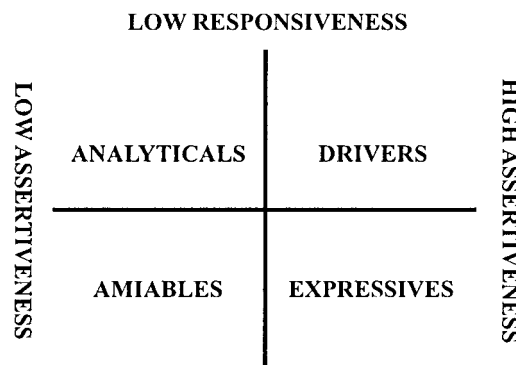 LOW RESPONSIVENESS
LOW ASSERTIVENESS
HIGH ASSERTIVENESS
ANALYTICALS DRIVERS
AMIABLES EXPRESSIVES